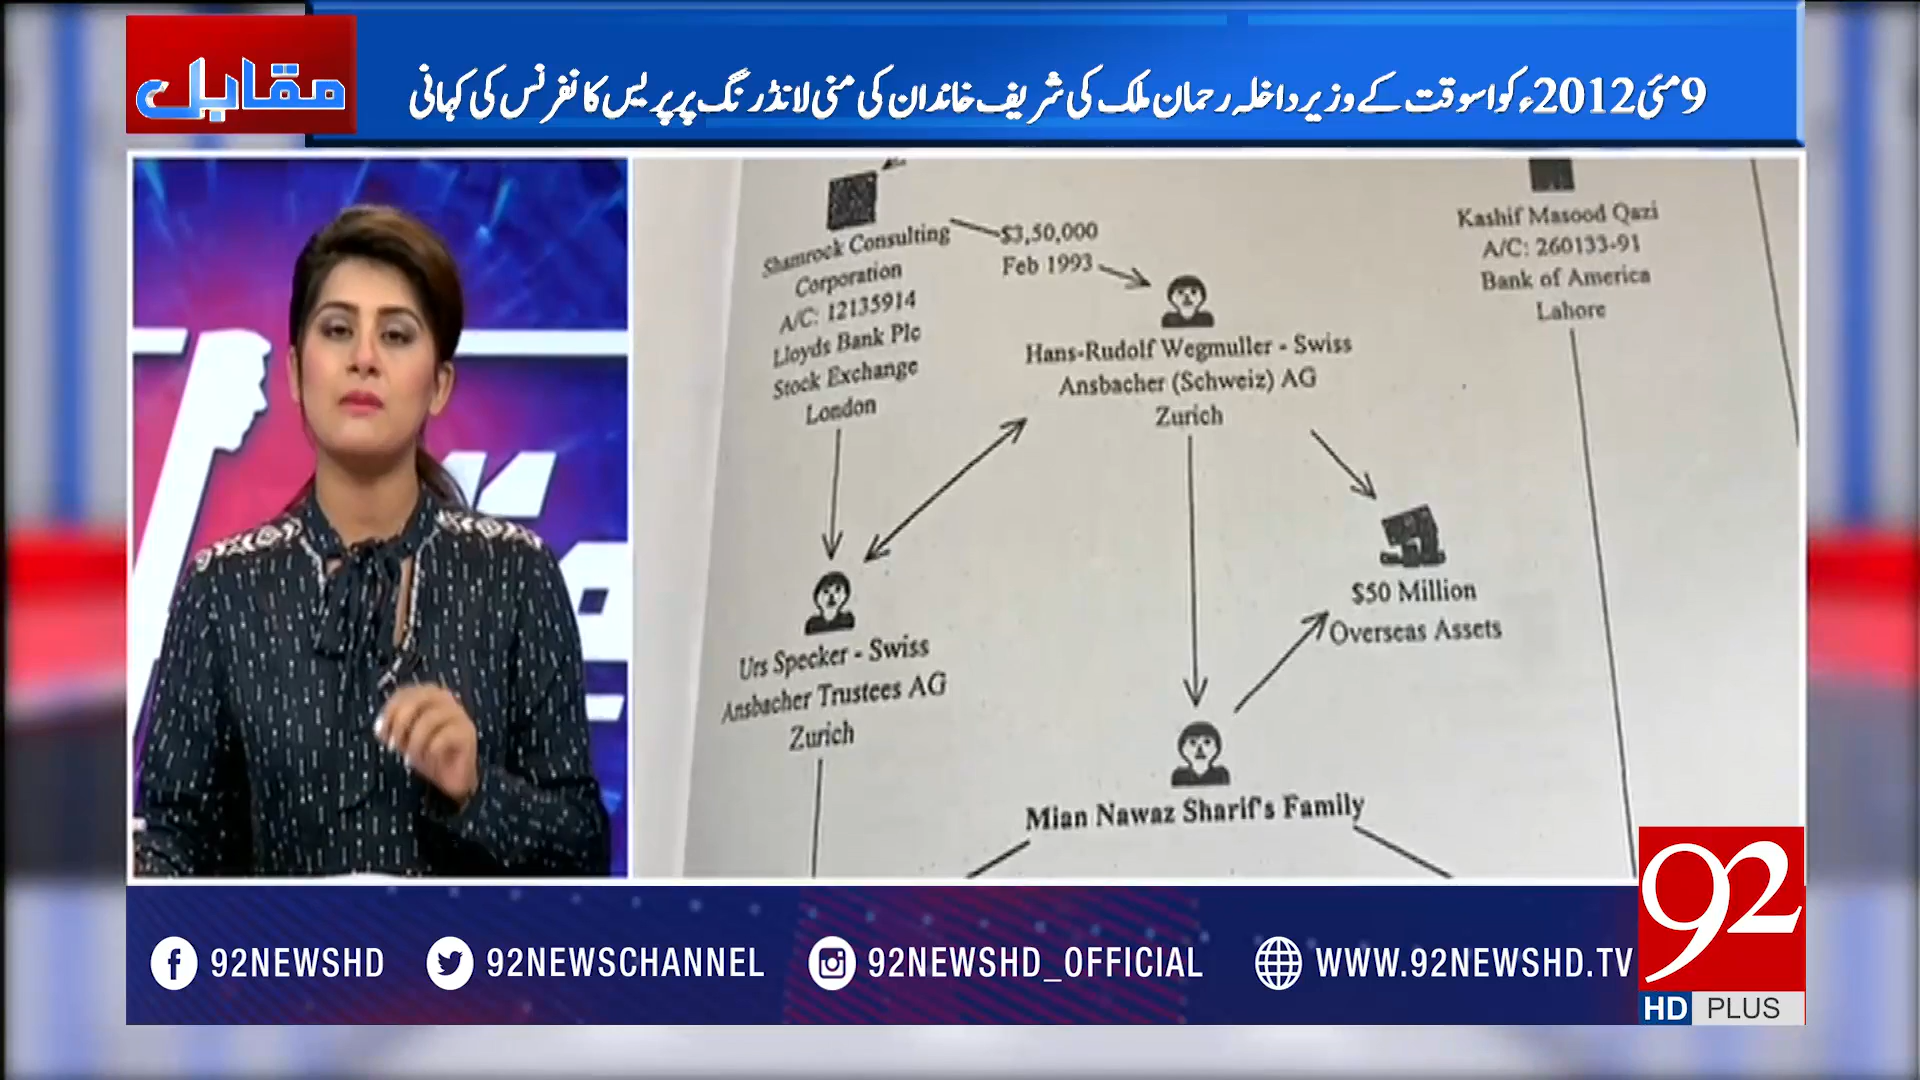 مقابل
9 مئی 2012ء کو اسوقت کے وزیر داخلہ رحمان ملک کی شریف خاندان کی منی لانڈرنگ پر پریس کانفرنس کی کہانی
Shamrock Consulting
Corporation
A/C: 12135914
Lloyds Bank Plc
Stock Exchange
London
$3,50,000
Feb 1993
Hans-Rudolf Wegmuller - Swiss
Ansbacher (Schweiz) AG
Zurich
Kashif Masood Qazi
A/C: 260133-91
Bank of America
Lahore
Urs Specker - Swiss
Ansbacher Trustees AG
Zurich
$50 Million
Overseas Assets
Mian Nawaz Sharif's Family
92NEWSHD
92NEWSCHANNEL
92NEWSHD_OFFICIAL
WWW.92NEWSHD.TV
92
HD PLUS